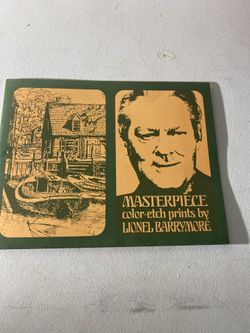 MASTERPIECE
color-etch prints by
LIONEL BARRYMORE